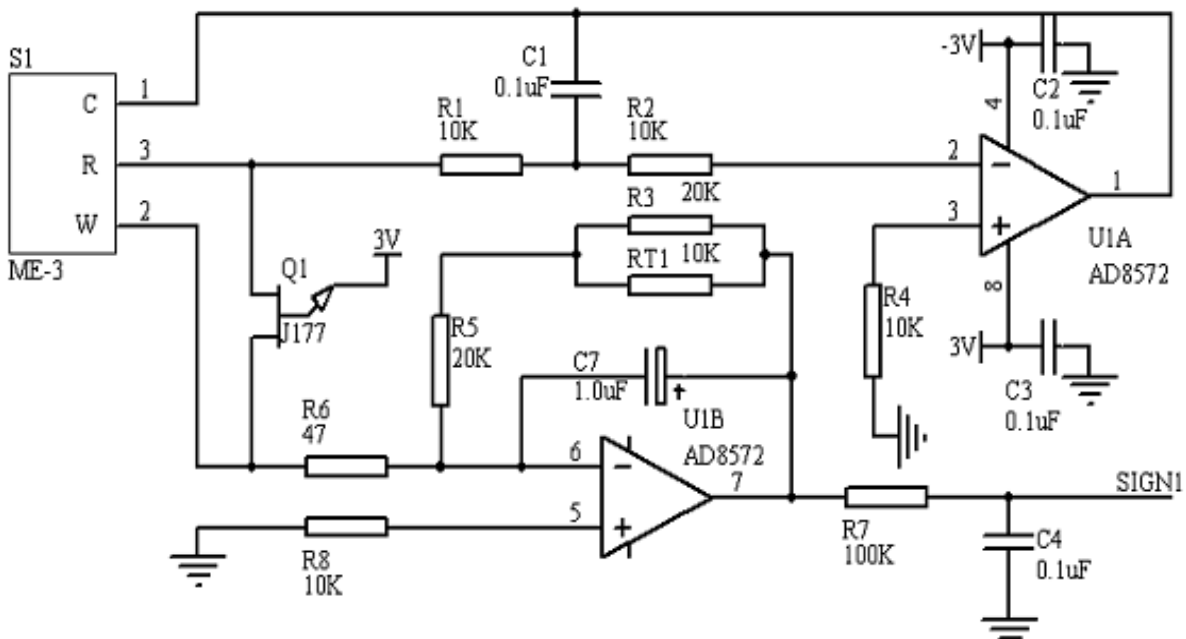 S1
C
1
R
3
W
2
ME-3
C1
0.1uF
R1
10K
R2
10K
20K
R3
RT1
10K
3V
Q1
J177
R5
20K
C7
1.0uF
+
U1B
AD8572
R6
47
6
−
5
+
7
R8
10K
R7
100K
SIGN1
C4
0.1uF
-3V
4
C2
0.1uF
2
−
3
+
1
U1A
AD8572
R4
10K
8
3V
C3
0.1uF